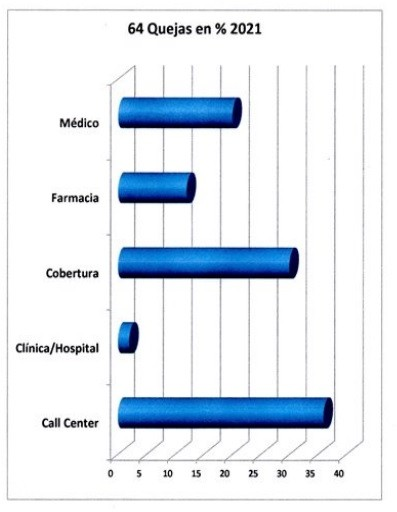 64 Quejas en % 2021
Médico
Farmacia
Cobertura
Clínica/Hospital
Call Center
0 5 10 15 20 25 30 35 40